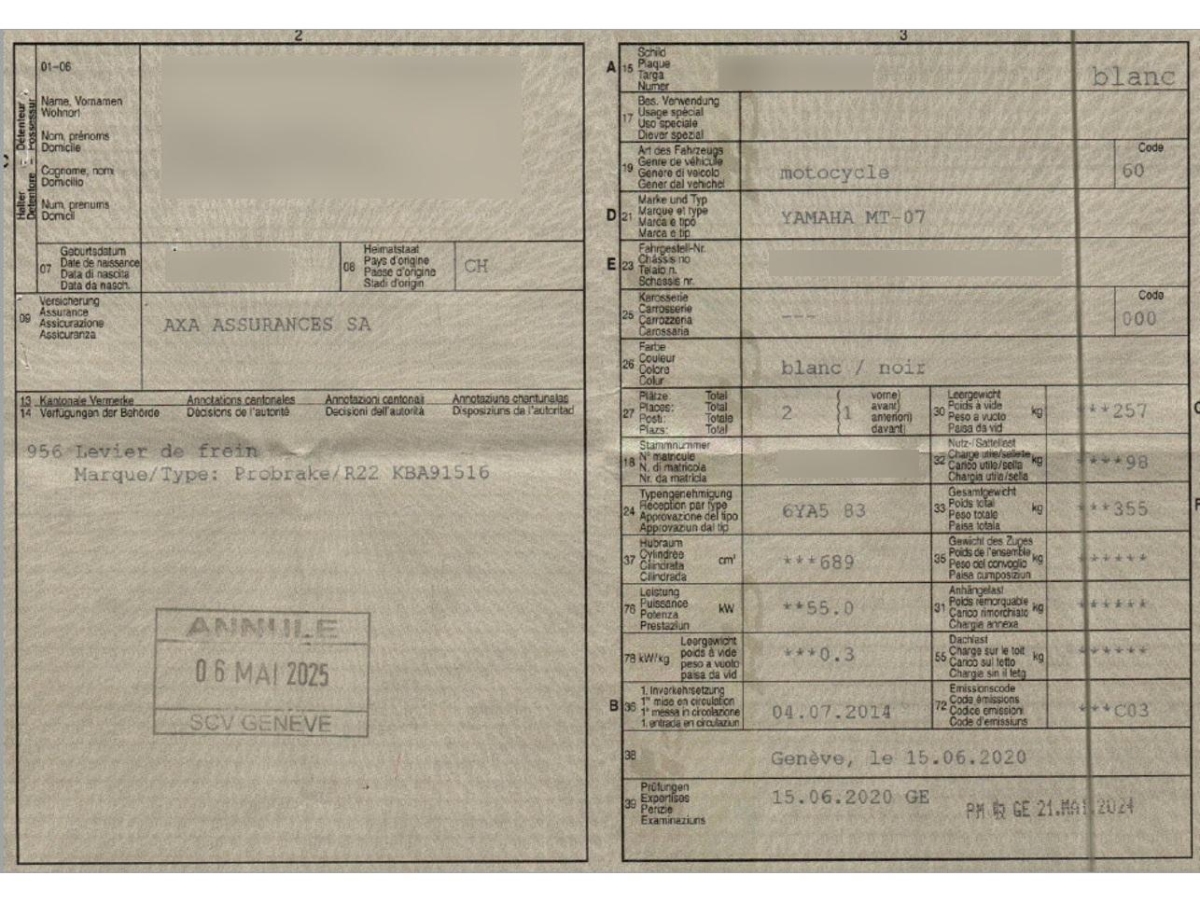 2
01-06
Halter - Détenteur
Detentore - Possessur
Name, Vornamen
Wohnort
Nom, prénoms
Domicile
Cognome, nomi
Domicilio
Num, prenums
Domicil
07
Geburtsdatum
Date de naissance
Data di nascita
Data da nasch.
08
Heimatstaat
Pays d'origine
Paese d'origine
Stadi d'origin
CH
09
Versicherung
Assurance
Assicurazione
Assicuranza
AXA ASSURANCES SA
13 Kantonale Vermerke Annotations cantonales Annotazioni cantonali Annotaziuns chantunalas
14 Verfügungen der Behörde Décisions de l'autorité Decisioni dell'autorità Disposiziuns da l'autoritad
956 Levier de frein
Marque/Type: Probrake/R22 KBA91516
ANNULE
06 MAI 2025
SCV GENEVE
3
A 15
Schild
Plaque
Targa
Numer
blanc
17
Bes. Verwendung
Usage spécial
Uso speciale
Diever spezial
19
Art des Fahrzeugs
Genre de véhicule
Genere di veicolo
Gener dal vehichel
motocycle
Code
60
D 21
Marke und Typ
Marque et type
Marca e tipo
Marca e tip
YAMAHA MT-07
E 23
Fahrgestell-Nr.
Châssis no
Telaio n.
Schassis nr.
25
Karosserie
Carrosserie
Carrozzeria
Carossaria
---
Code
000
26
Farbe
Couleur
Colore
Colur
blanc / noir
27
Plätze: Total
Places: Total
Posti: Totale
Plazs: Total
2
1
vorne
avant
anteriori
davant
30
Leergewicht
Poids à vide
Peso a vuoto
Paisa da vid
kg
***257
18
Stammnummer
N° matricule
N. di matricola
Nr. da matricla
32
Nutz-/Sattellast
Charge utile/sellette
Carico utile/sella
Chargia utila/sella
kg
****98
24
Typengenehmigung
Réception par type
Approvazione del tipo
Approvaziun dal tip
6YA5 83
33
Gesamtgewicht
Poids total
Peso totale
Paisa totala
kg
***355
37
Hubraum
Cylindrée
Cilindrata
Cilindrada
cm³
***689
35
Gewicht des Zuges
Poids de l'ensemble
Peso del convoglio
Paisa cumposiziun
kg
******
76
Leistung
Puissance
Potenza
Prestaziun
kW
**55.0
31
Anhängelast
Poids remorquable
Carico rimorchiato
Chargia annexa
kg
******
78 kW/kg
Leergewicht
poids à vide
peso a vuoto
paisa da vid
***0.3
55
Dachlast
Charge sur le toit
Carico sul tetto
Chargia sin il tetg
kg
******
B 36
1. Inverkehrsetzung
1re mise en circulation
1a messa in circolazione
1. entrada en circulaziun
04.07.2014
72
Emissionscode
Code émissions
Codice emissioni
Code d'emissiuns
***C03
38
Genève, le 15.06.2020
39
Prüfungen
Expertises
Perizie
Examinaziuns
15.06.2020 GE
GE 21.MAI.2024